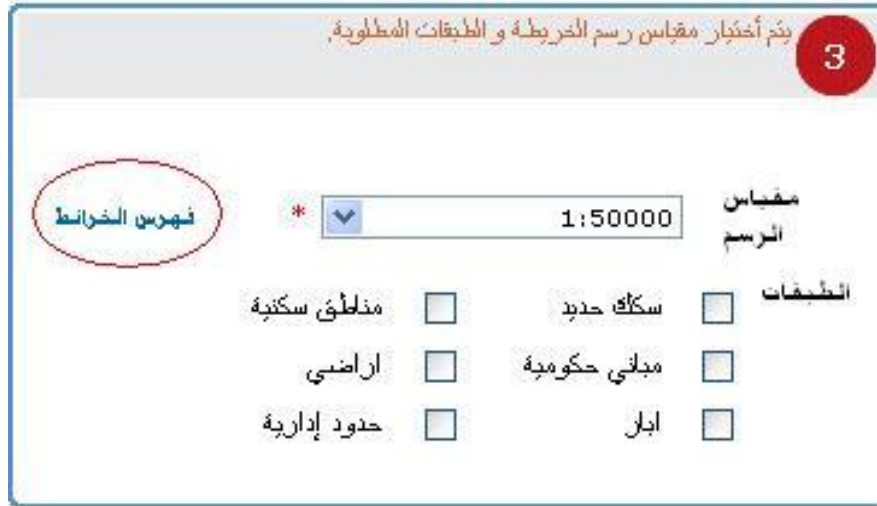 3
يتم أختيار مقياس رسم الخريطة و الطبقات المطلوبة.
مقياس الرسم 1:50000 * فهرس الخرائط
الطبقات سكك حديد مناطق سكنية
مباني حكومية اراضي
ابار حدود إدارية